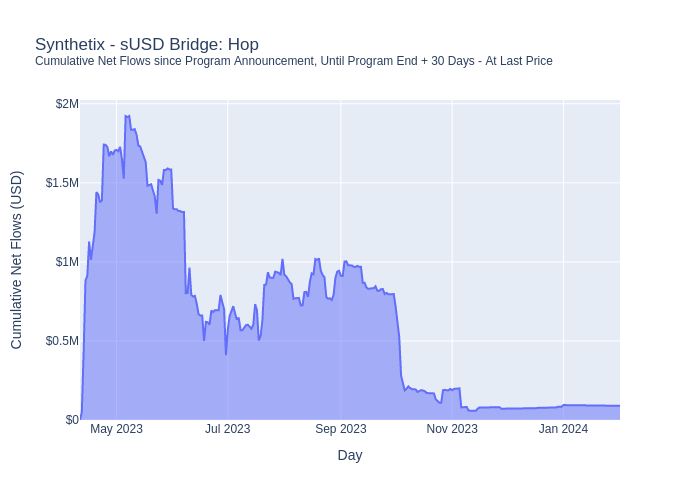 Synthetix - sUSD Bridge: Hop
Cumulative Net Flows since Program Announcement, Until Program End + 30 Days - At Last Price
Cumulative Net Flows (USD)
$2M
$1.5M
$1M
$0.5M
$0
May 2023
Jul 2023
Sep 2023
Nov 2023
Jan 2024
Day